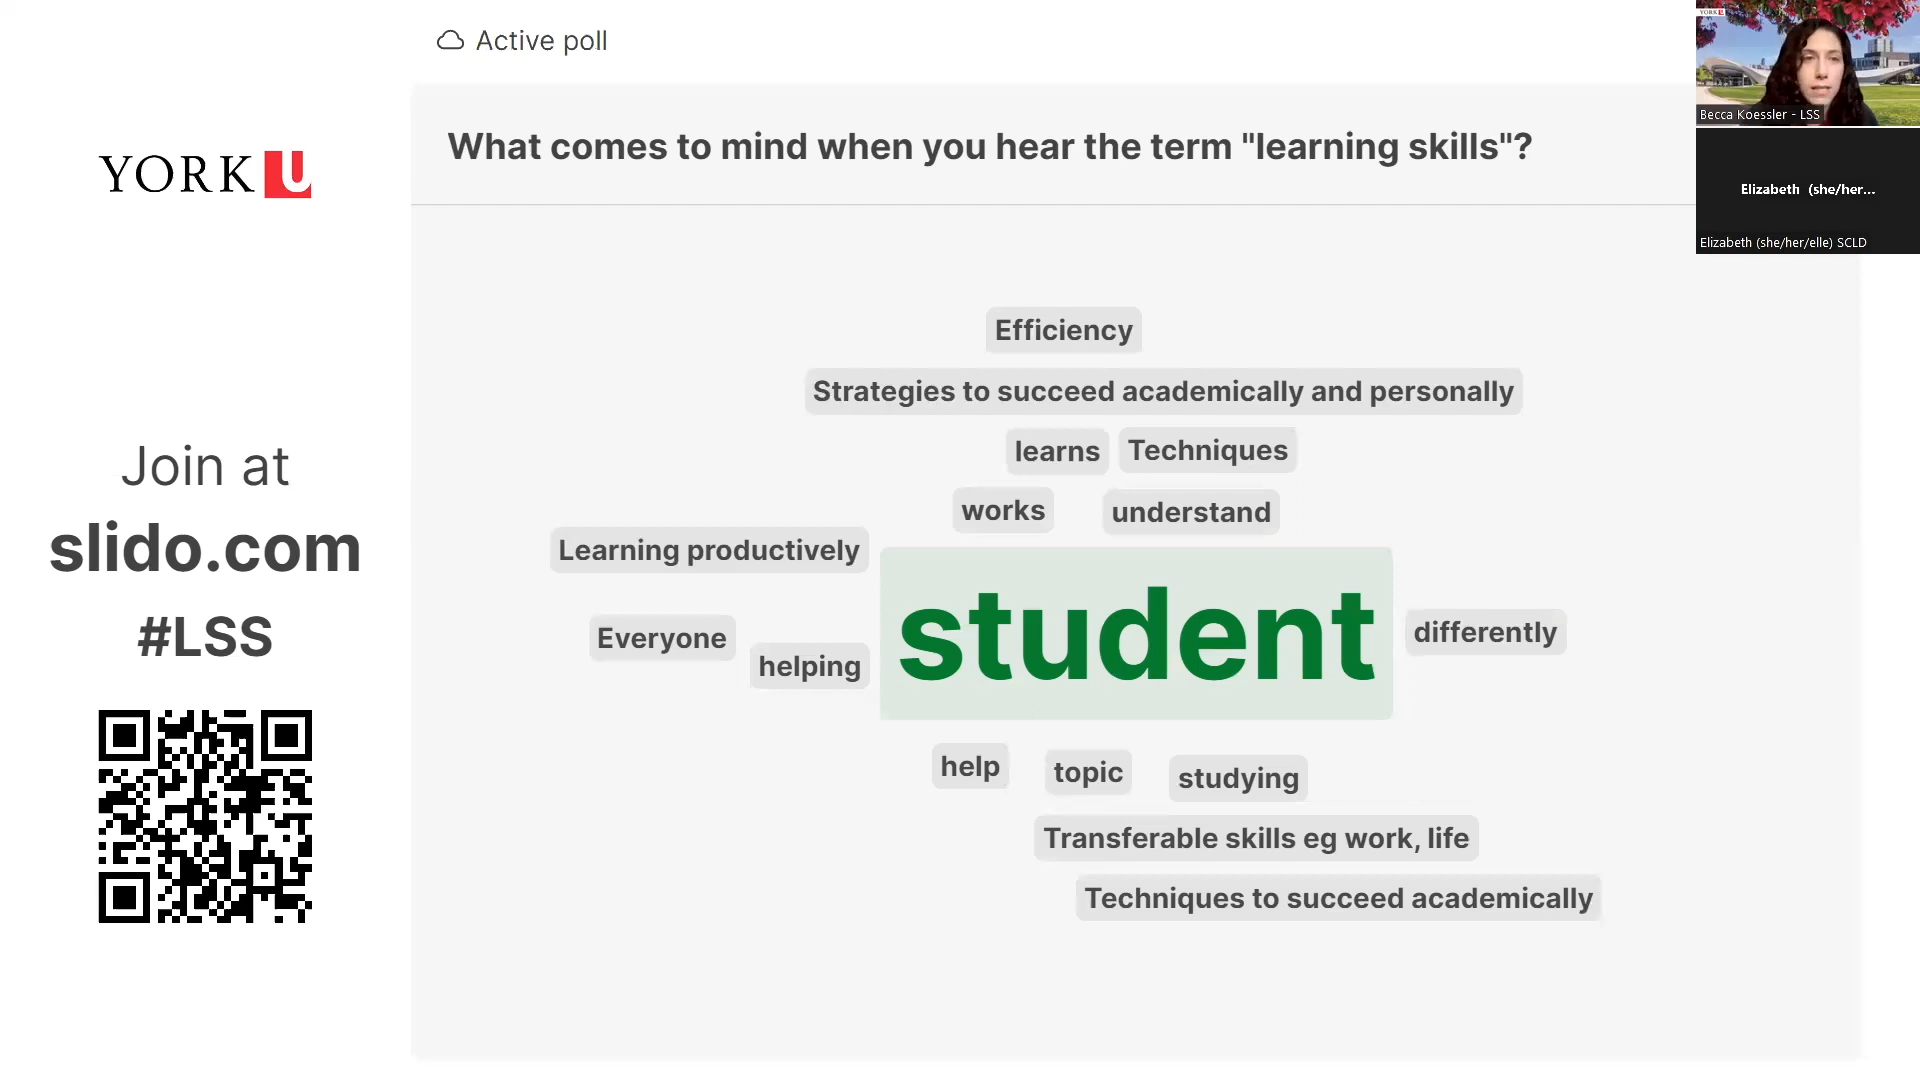 Active poll
What comes to mind when you hear the term "learning skills"?
YORK U
Join at
slido.com
#LSS
Efficiency
Strategies to succeed academically and personally
learns Techniques
works understand
Learning productively
student
Everyone
helping
differently
help topic studying
Transferable skills eg work, life
Techniques to succeed academically
YORK U
Becca Koessler - LSS
Elizabeth (she/her...
Elizabeth (she/her/elle) SCLD